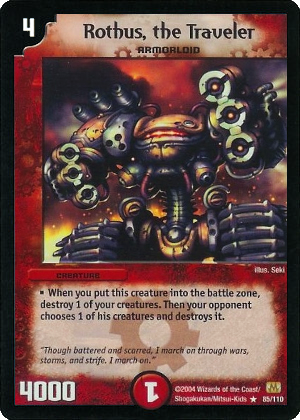 4
Rothus, the Traveler
ARMORLOID
illus. Seki
CREATURE
■ When you put this creature into the battle zone,
destroy 1 of your creatures. Then your opponent
chooses 1 of his creatures and destroys it.
"Though battered and scarred, I march on through wars,
storms, and strife. I march on."
4000
1
©2004 Wizards of the Coast/
Shogakukan/Mitsui-Kids ★ 85/110